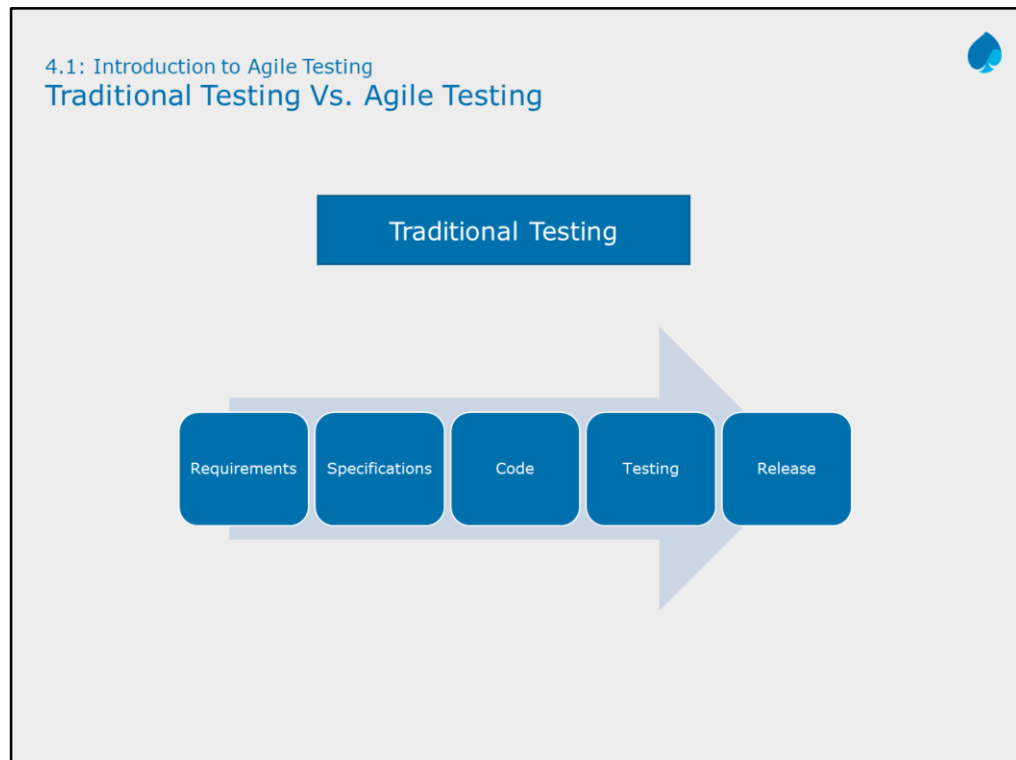 4.1: Introduction to Agile Testing
Traditional Testing Vs. Agile Testing
Traditional Testing
Requirements
Specifications
Code
Testing
Release